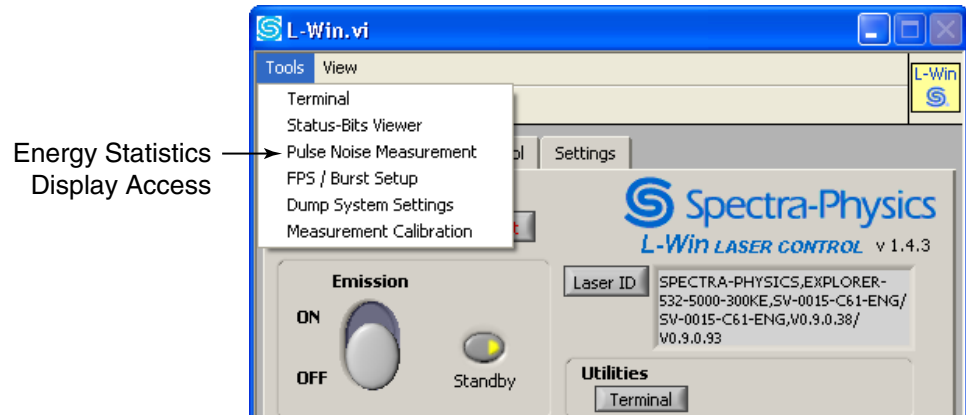 L-Win.vi
Tools View
L-Win
Terminal
Status-Bits Viewer
Energy Statistics
Display Access
Pulse Noise Measurement
FPS / Burst Setup
Dump System Settings
Measurement Calibration
Settings
Spectra-Physics
L-Win LASER CONTROL v 1.4.3
Emission
ON
OFF
Standby
Laser ID
SPECTRA-PHYSICS,EXPLORER-
532-5000-300KE,SV-0015-C61-ENG/
SV-0015-C61-ENG,V0.9.0.38/
V0.9.0.93
Utilities
Terminal